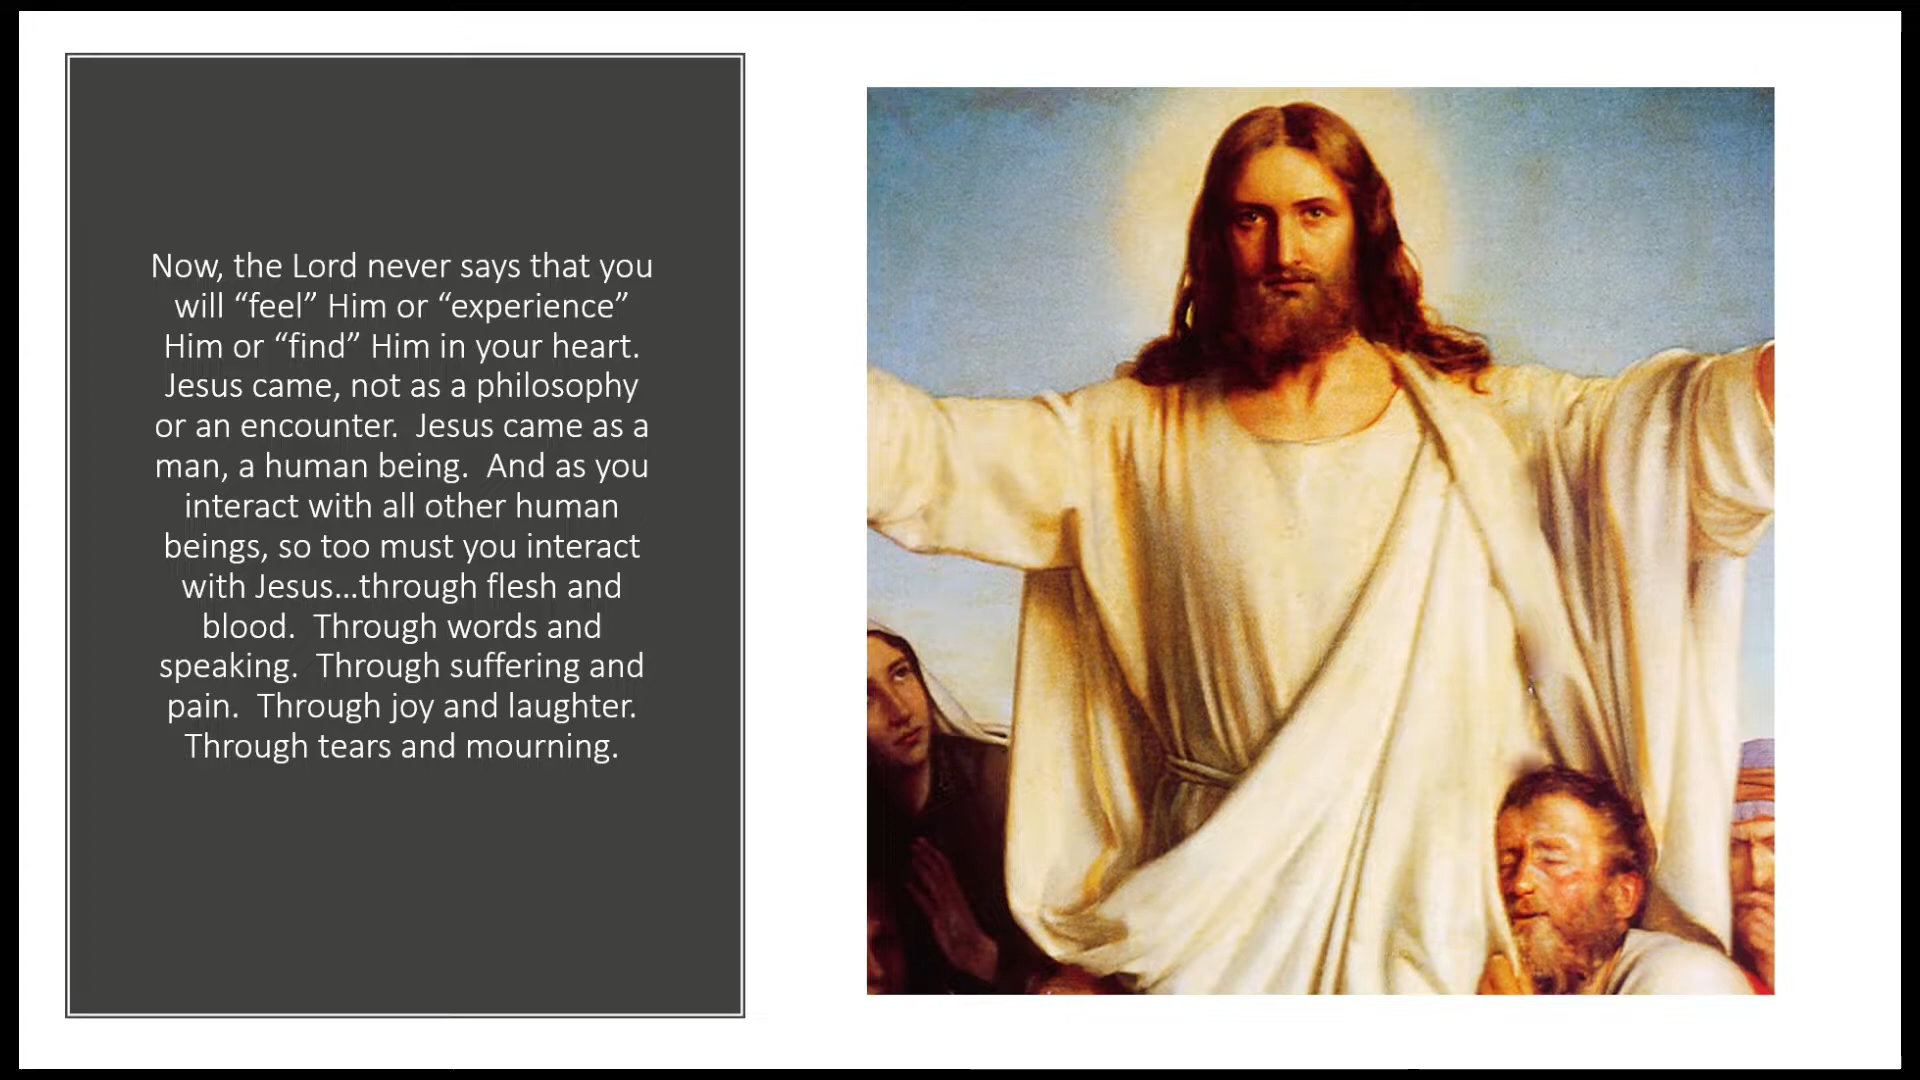 Now, the Lord never says that you
will “feel” Him or “experience”
Him or “find” Him in your heart.
Jesus came, not as a philosophy
or an encounter.  Jesus came as a
man, a human being.  And as you
interact with all other human
beings, so too must you interact
with Jesus…through flesh and
blood.  Through words and
speaking.  Through suffering and
pain.  Through joy and laughter.
Through tears and mourning.